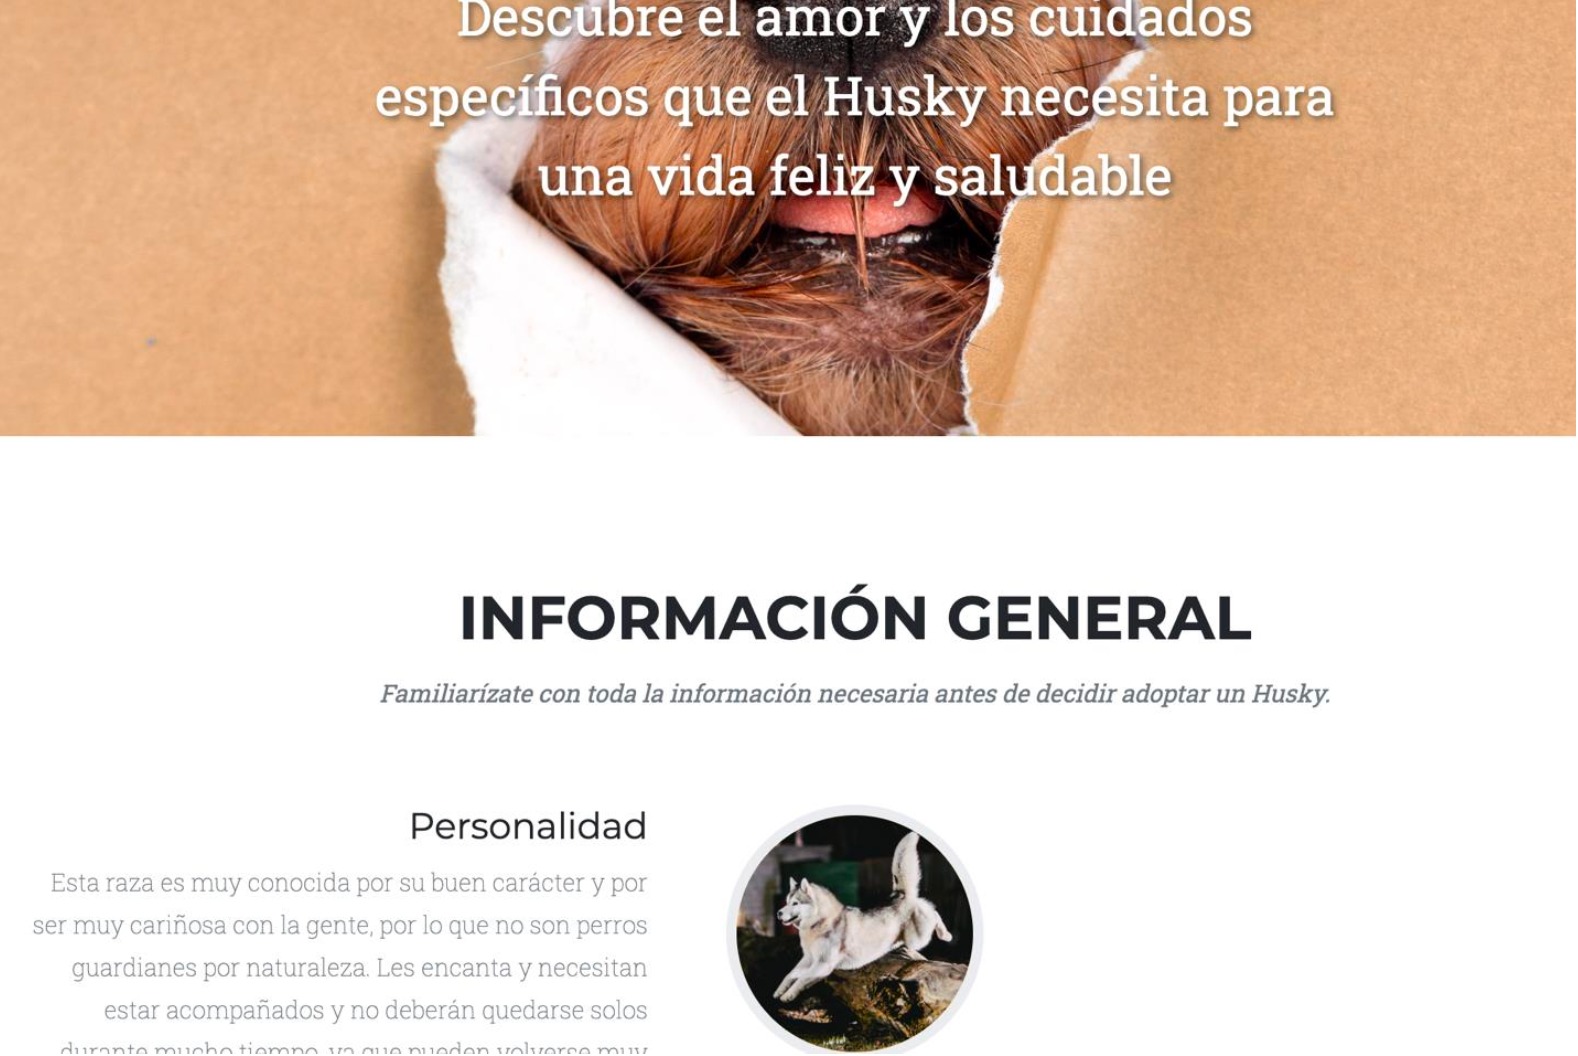 Descubre el amor y los cuidados
específicos que el Husky necesita para
una vida feliz y saludable
INFORMACIÓN GENERAL
Familiarízate con toda la información necesaria antes de decidir adoptar un Husky.
Personalidad
Esta raza es muy conocida por su buen carácter y por
ser muy cariñosa con la gente, por lo que no son perros
guardianes por naturaleza. Les encanta y necesitan
estar acompañados y no deberán quedarse solos
durante mucho tiempo, ya que pueden volverse muy